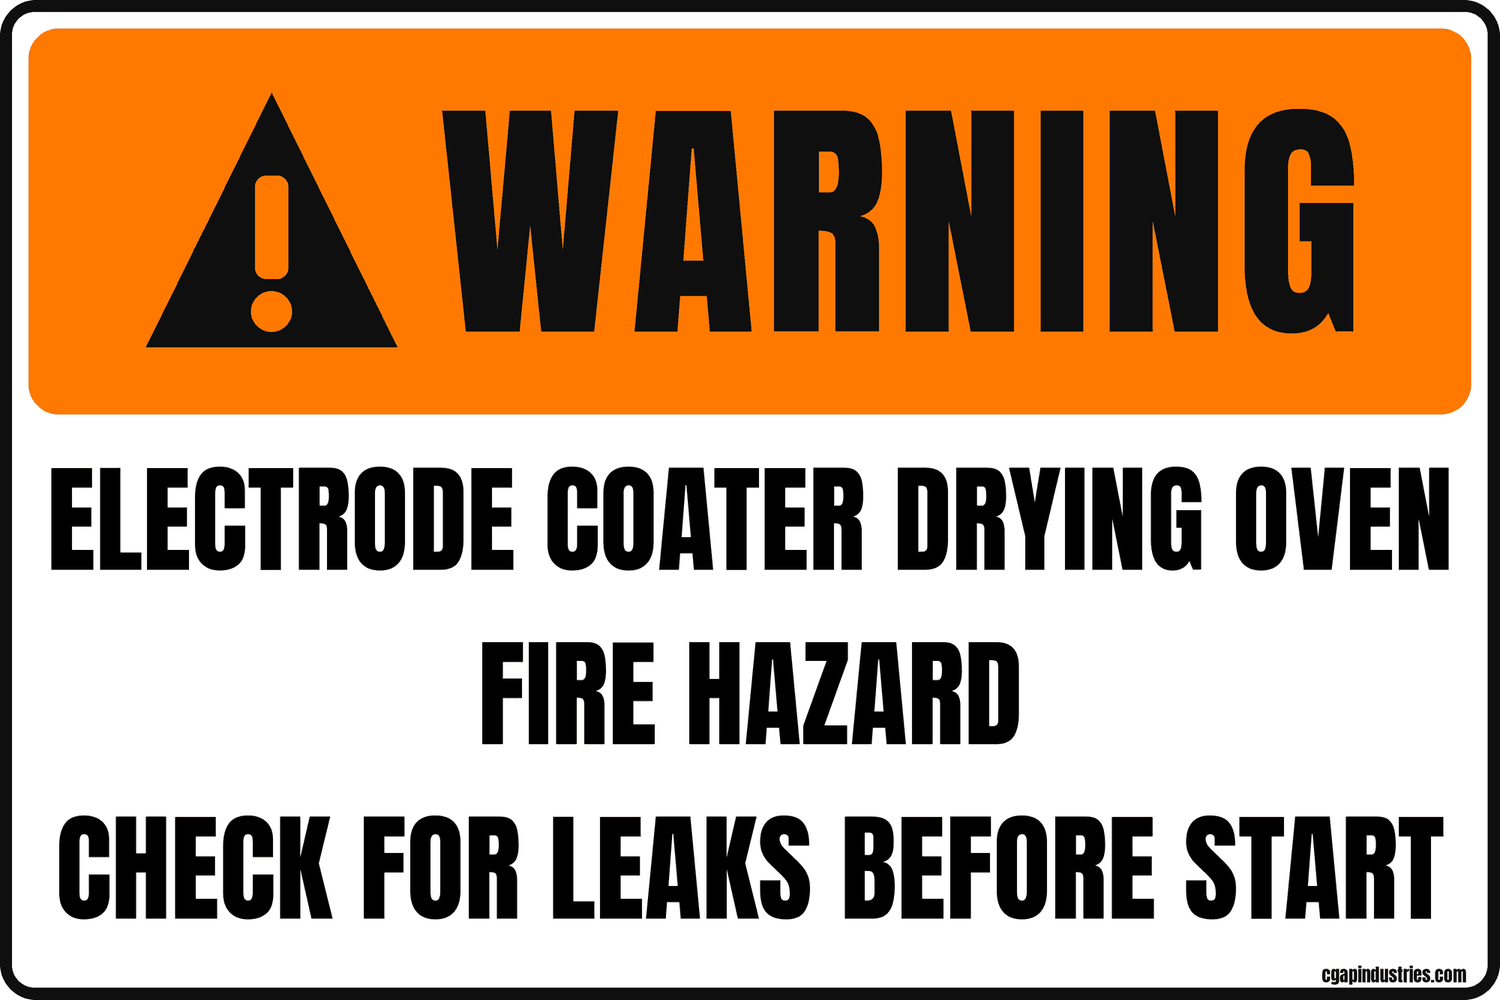 WARNING
ELECTRODE COATER DRYING OVEN
FIRE HAZARD
CHECK FOR LEAKS BEFORE START
cgapindustries.com